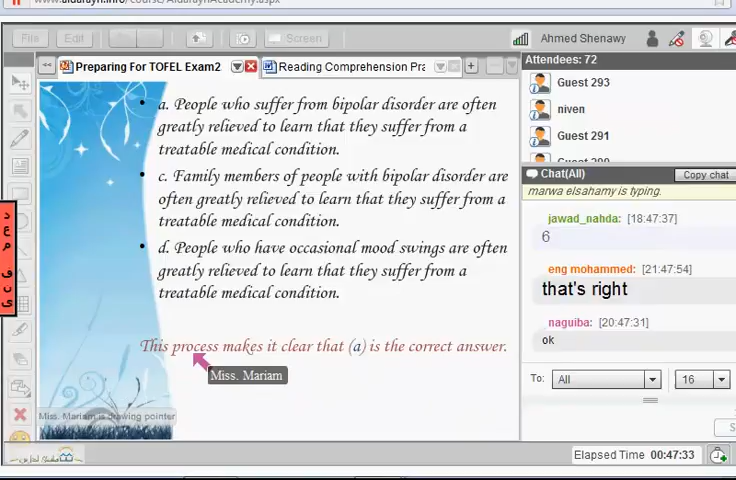 www.aldarayn.info/course/AldaraynAcademy.aspx
File
Edit
Screen
Ahmed Shenawy
<<
Preparing For TOFEL Exam2
Reading Comprehension Pra
>>
Attendees: 72
Guest 293
niven
Guest 291
Chat(All)
Copy chat
marwa elsahamy is typing.
jawad_nahda: [18:47:37]
6
eng mohammed: [21:47:54]
that's right
naguiba: [20:47:31]
ok
To:
All
16
• a. People who suffer from bipolar disorder are often
greatly relieved to learn that they suffer from a
treatable medical condition.
• c. Family members of people with bipolar disorder are
often greatly relieved to learn that they suffer from a
treatable medical condition.
• d. People who have occasional mood swings are often
greatly relieved to learn that they suffer from a
treatable medical condition.
This process makes it clear that (a) is the correct answer.
Miss. Mariam
Miss. Mariam is drawing pointer
Elapsed Time 00:47:33